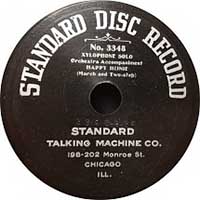 STANDARD DISC RECORD
No. 3348
XYLOPHONE SOLO
Orchestra Accompaniment
HAPPY HEINIE
(March and Two-step)
STANDARD
TALKING MACHINE CO.
198-202 Monroe St.
CHICAGO
ILL.